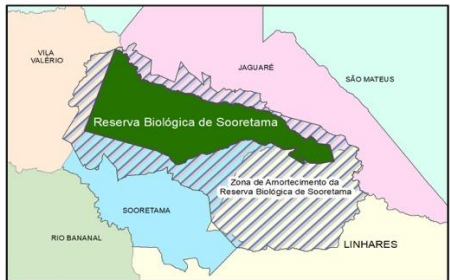 VILA
VALÉRIO
JAGUARÉ
SÃO MATEUS
Reserva Biológica de Sooretama
Zona de Amortecimento da
Reserva Biológica de Sooretama
SOORETAMA
RIO BANANAL
LINHARES